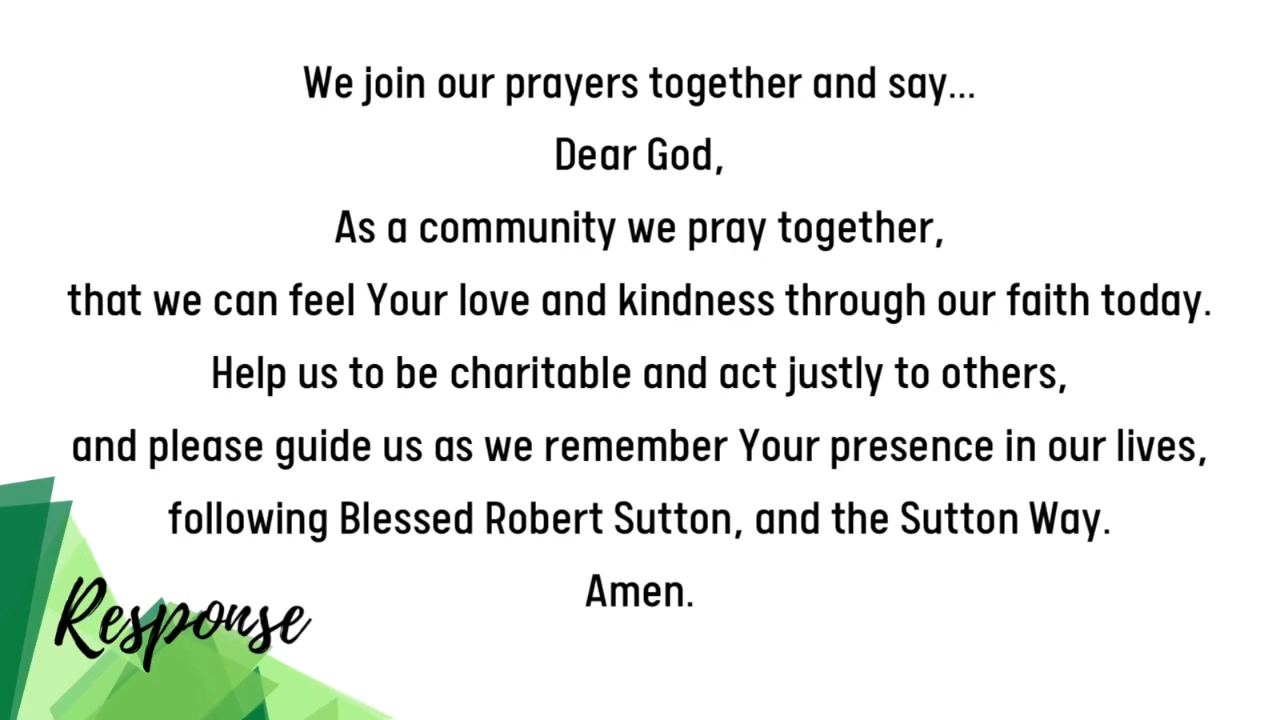 We join our prayers together and say...
Dear God,
As a community we pray together,
that we can feel Your love and kindness through our faith today.
Help us to be charitable and act justly to others,
and please guide us as we remember Your presence in our lives,
following Blessed Robert Sutton, and the Sutton Way.
Amen.
Response